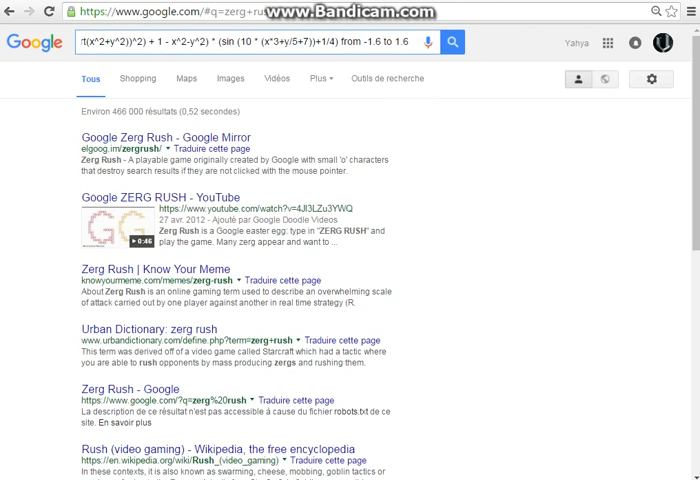 www.Bandicam.com
https://www.google.com/#q=zerg+rus
rt(x^2+y^2))^2) + 1 - x^2-y^2) * (sin (10 * (x*3+y/5+7))+1/4) from -1.6 to 1.6
Yahya
Tous Shopping Maps Images Vidéos Plus Outils de recherche
Environ 466 000 résultats (0,52 secondes)
Google Zerg Rush - Google Mirror
elgoog.im/zergrush/ Traduire cette page
Zerg Rush - A playable game originally created by Google with small 'o' characters
that destroy search results if they are not clicked with the mouse pointer.
Google ZERG RUSH - YouTube
https://www.youtube.com/watch?v=4Jl3LZu3YWQ
27 avr. 2012 - Ajouté par Google Doodle Videos
Zerg Rush is a Google easter egg: type in "ZERG RUSH" and
play the game. Many zerg appear and want to ...
0:46
Zerg Rush | Know Your Meme
knowyourmeme.com/memes/zerg-rush Traduire cette page
About Zerg Rush is an online gaming term used to describe an overwhelming scale
of attack carried out by one player against another in real time strategy (R.
Urban Dictionary: zerg rush
www.urbandictionary.com/define.php?term=zerg+rush Traduire cette page
This term was derived off of a video game called Starcraft which had a tactic where
you are able to rush opponents by mass producing zergs and rushing them.
Zerg Rush - Google
https://www.google.com/?q=zerg%20rush Traduire cette page
La description de ce résultat n'est pas accessible à cause du fichier robots.txt de ce
site. En savoir plus
Rush (video gaming) - Wikipedia, the free encyclopedia
https://en.wikipedia.org/wiki/Rush_(video_gaming) Traduire cette page
In these contexts, it is also known as swarming, cheese, mobbing, goblin tactics or